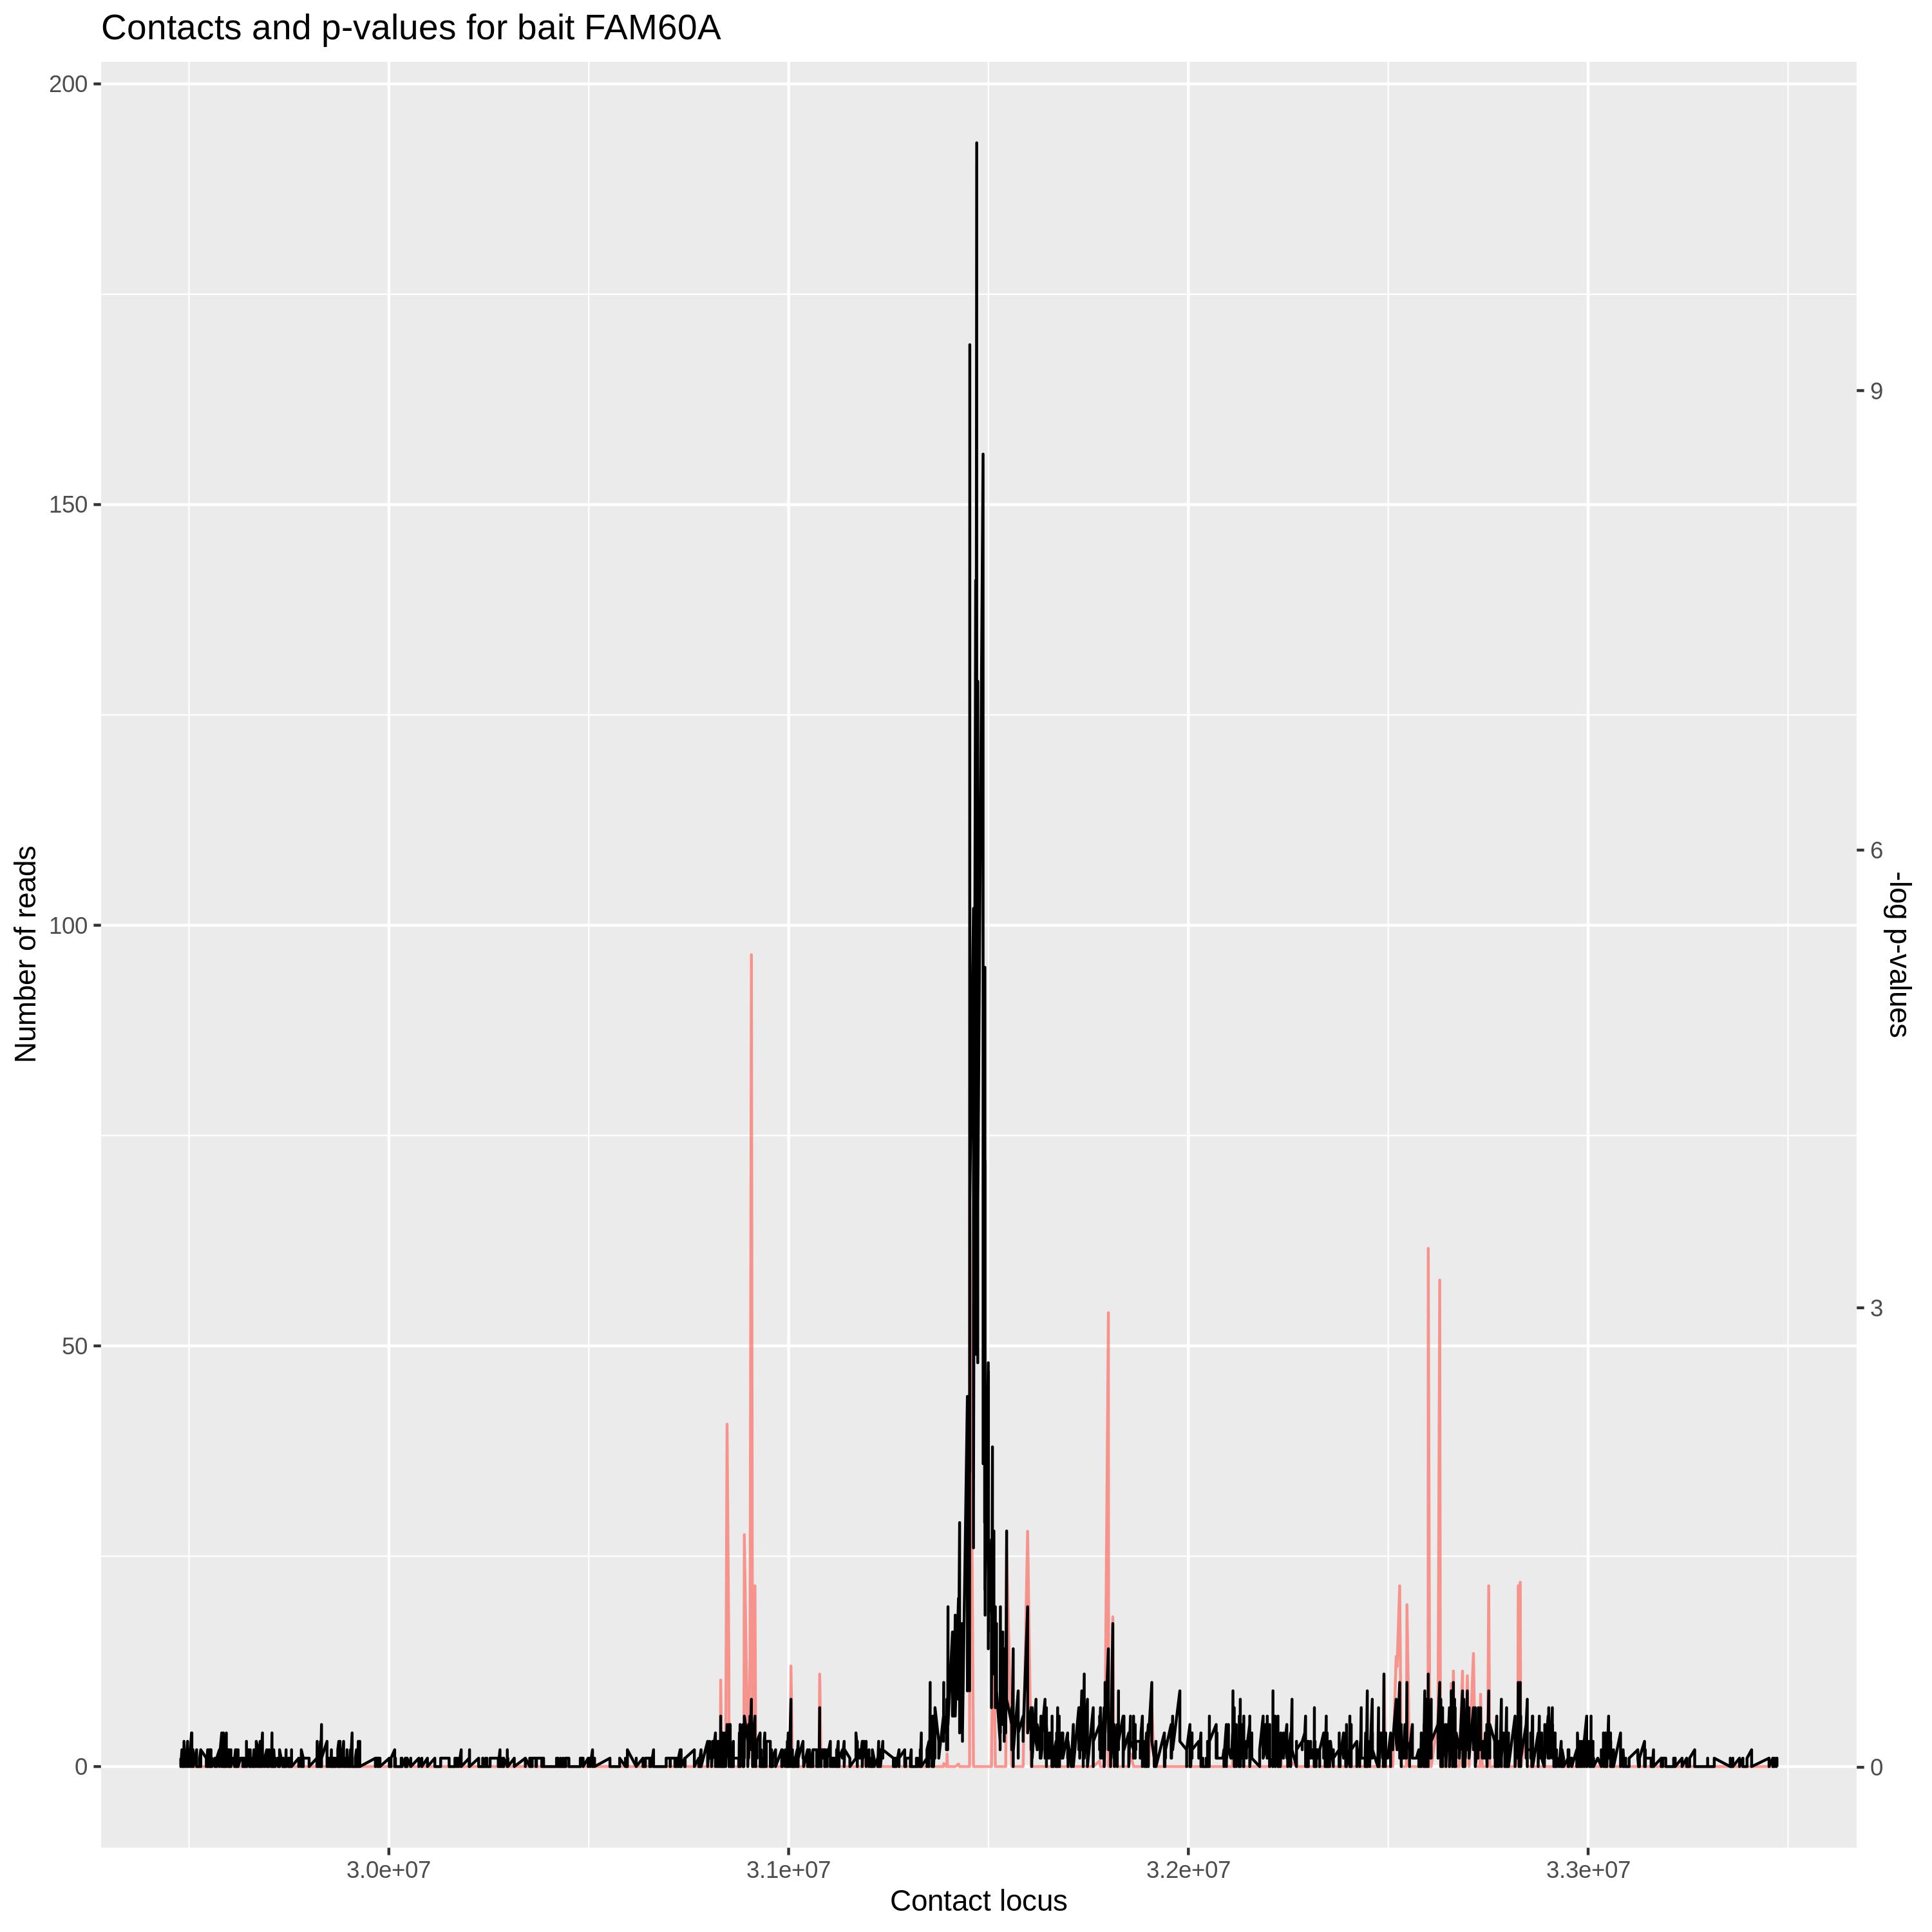 Contacts and p-values for bait FAM60A
200
150
100
50
0
Number of reads
9
6
3
0
-log p-values
3.0e+07
3.1e+07
3.2e+07
3.3e+07
Contact locus